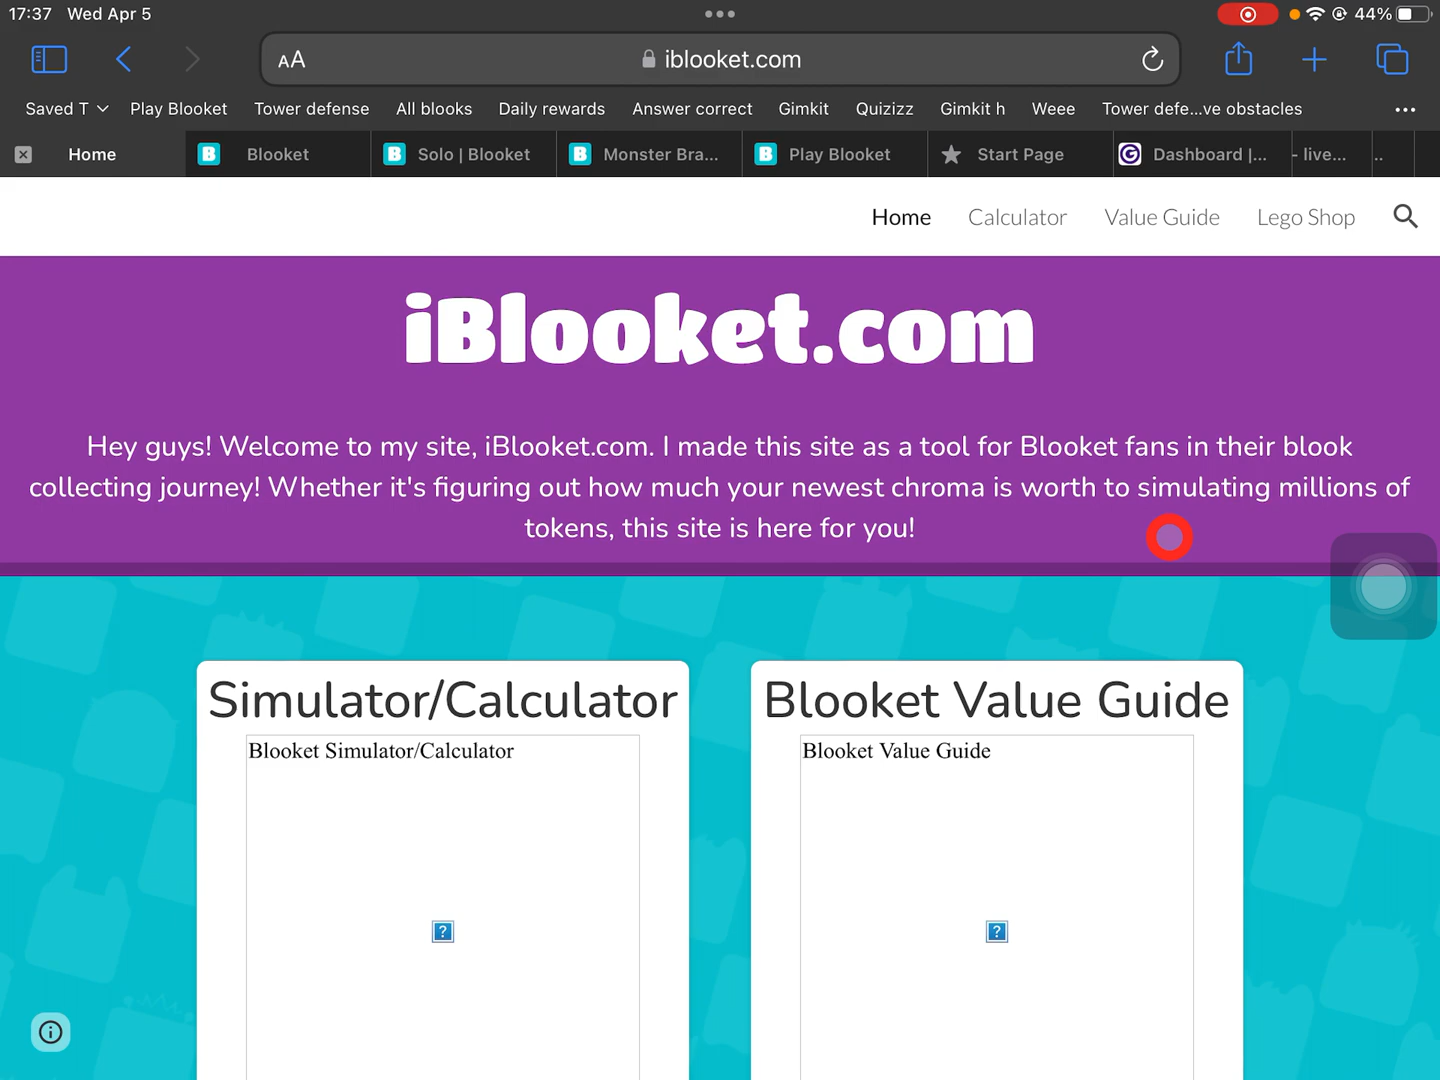 17:37 Wed Apr 5 44%
AA iblooket.com
Saved T Play Blooket Tower defense All blooks Daily rewards Answer correct Gimkit Quizizz Gimkit h Weee Tower defe...ve obstacles
Home B Blooket B Solo | Blooket B Monster Bra... B Play Blooket Start Page G Dashboard |... - live... ..
Home Calculator Value Guide Lego Shop
iBlooket.com
Hey guys! Welcome to my site, iBlooket.com. I made this site as a tool for Blooket fans in their blook
collecting journey! Whether it's figuring out how much your newest chroma is worth to simulating millions of
tokens, this site is here for you!
Simulator/Calculator
Blooket Simulator/Calculator
?
Blooket Value Guide
Blooket Value Guide
?